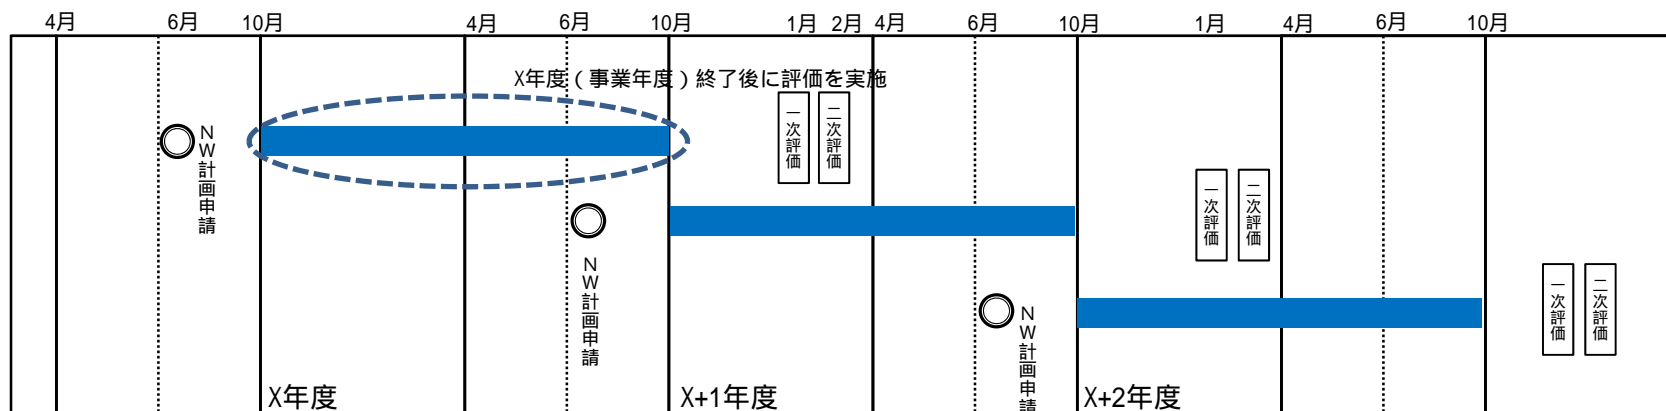 4月 6月 10月 4月 6月 10月 1月 2月 4月 6月 10月 1月 4月 6月 10月
X年度(事業年度)終了後に評価を実施
NW計画申請
一次評価
二次評価
NW計画申請
一次評価
二次評価
NW計画申請
一次評価
二次評価
X年度
X+1年度
X+2年度